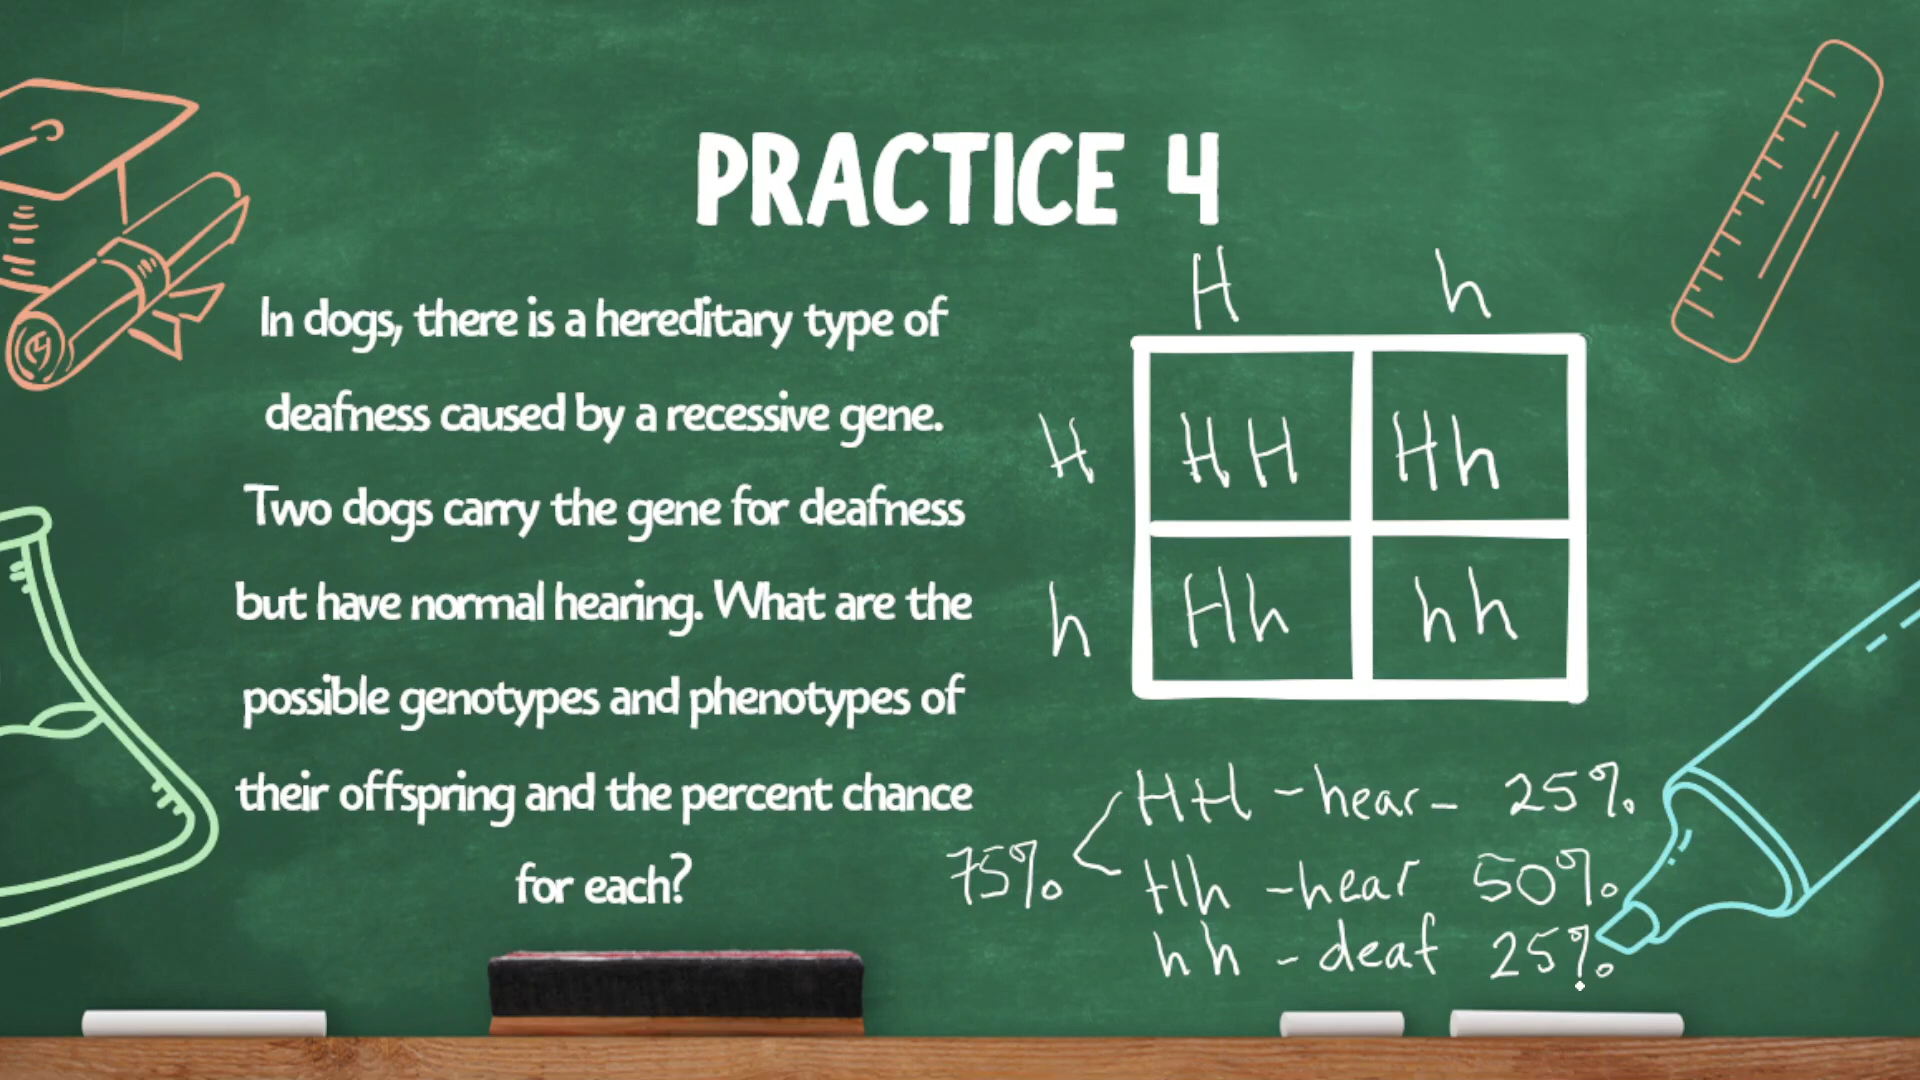 PRACTICE 4
In dogs, there is a hereditary type of
deafness caused by a recessive gene.
Two dogs carry the gene for deafness
but have normal hearing. What are the
possible genotypes and phenotypes of
their offspring and the percent chance
for each?
H h
H HH Hh
h Hh hh
HH - hear - 25%
75% < Hh - hear 50%
hh - deaf 25%